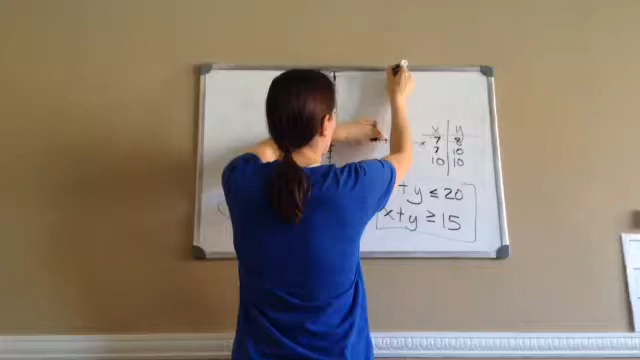 x y
7 8
7 10
10 10
+ y ≤ 20
x + y ≥ 15